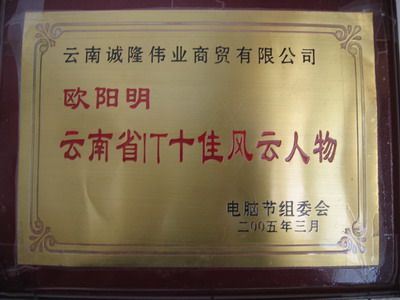 云南诚隆伟业商贸有限公司
欧阳明
云南省IT十佳风云人物
电脑节组委会
二00五年三月